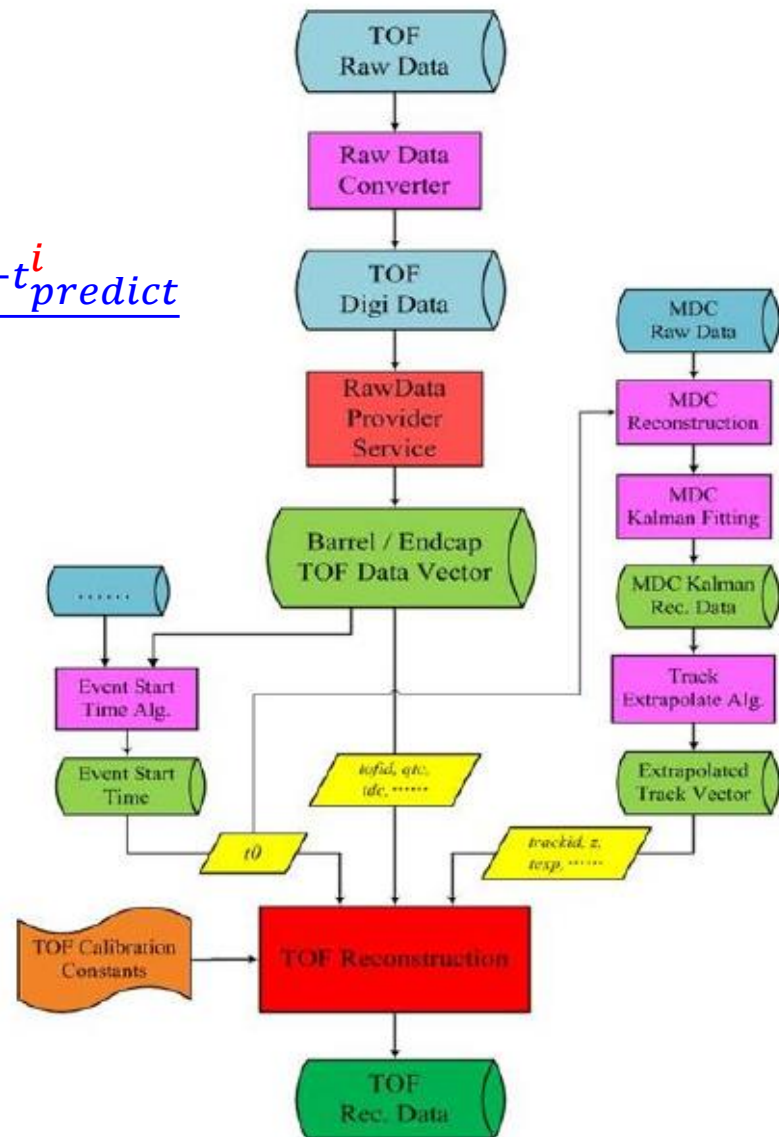 TOF
Raw Data
Raw Data
Converter
-t^i_predict
TOF
Digi Data
MDC
Raw Data
RawData
Provider
Service
MDC
Reconstruction
MDC
Kalman Fitting
Barrel / Endcap
TOF Data Vector
......
MDC Kalman
Rec. Data
Event Start
Time Alg.
Track
Extrapolate Alg.
Event Start
Time
tofid, qtc,
tdc, ......
Extrapolated
Track Vector
t0
trackid, z,
texp, ......
TOF Calibration
Constants
TOF Reconstruction
TOF
Rec. Data